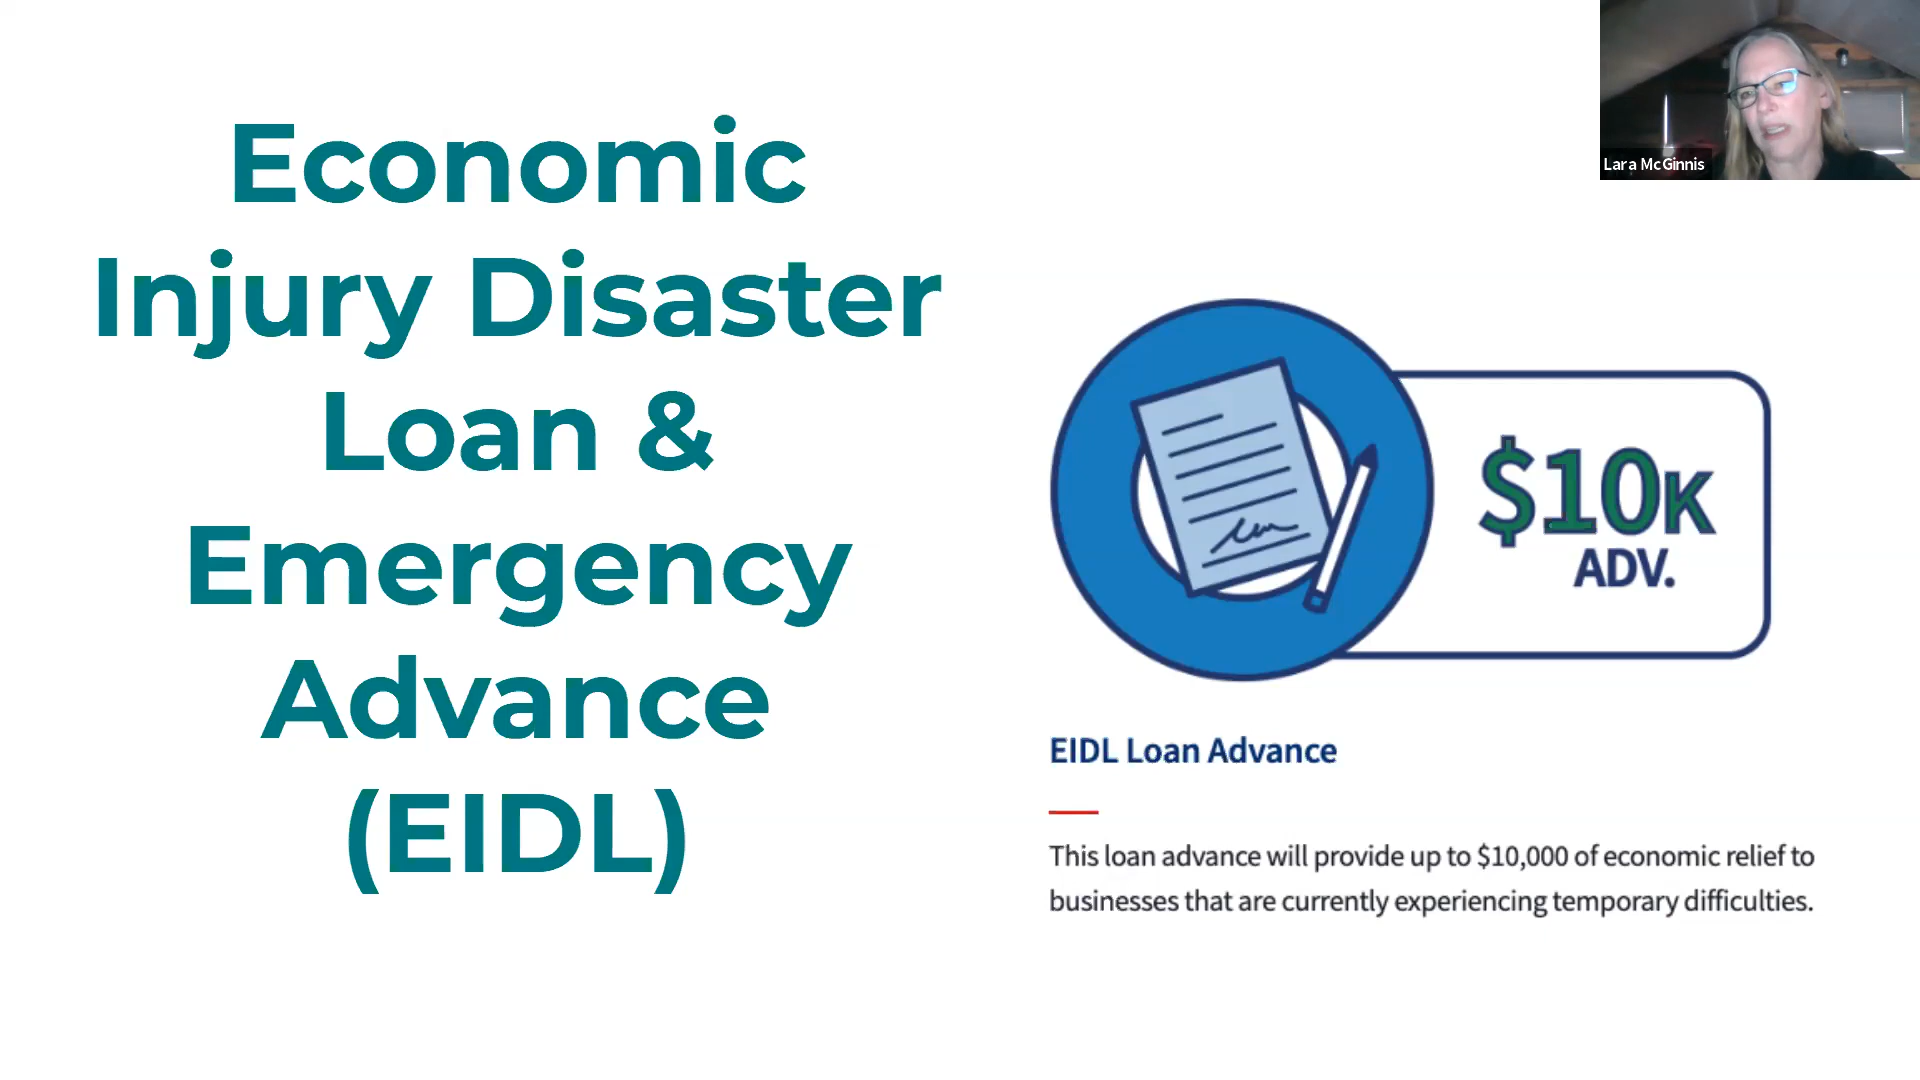 Economic
Injury Disaster
Loan &
Emergency
Advance
(EIDL)
Lara McGinnis
$10K
ADV.
EIDL Loan Advance
This loan advance will provide up to $10,000 of economic relief to
businesses that are currently experiencing temporary difficulties.